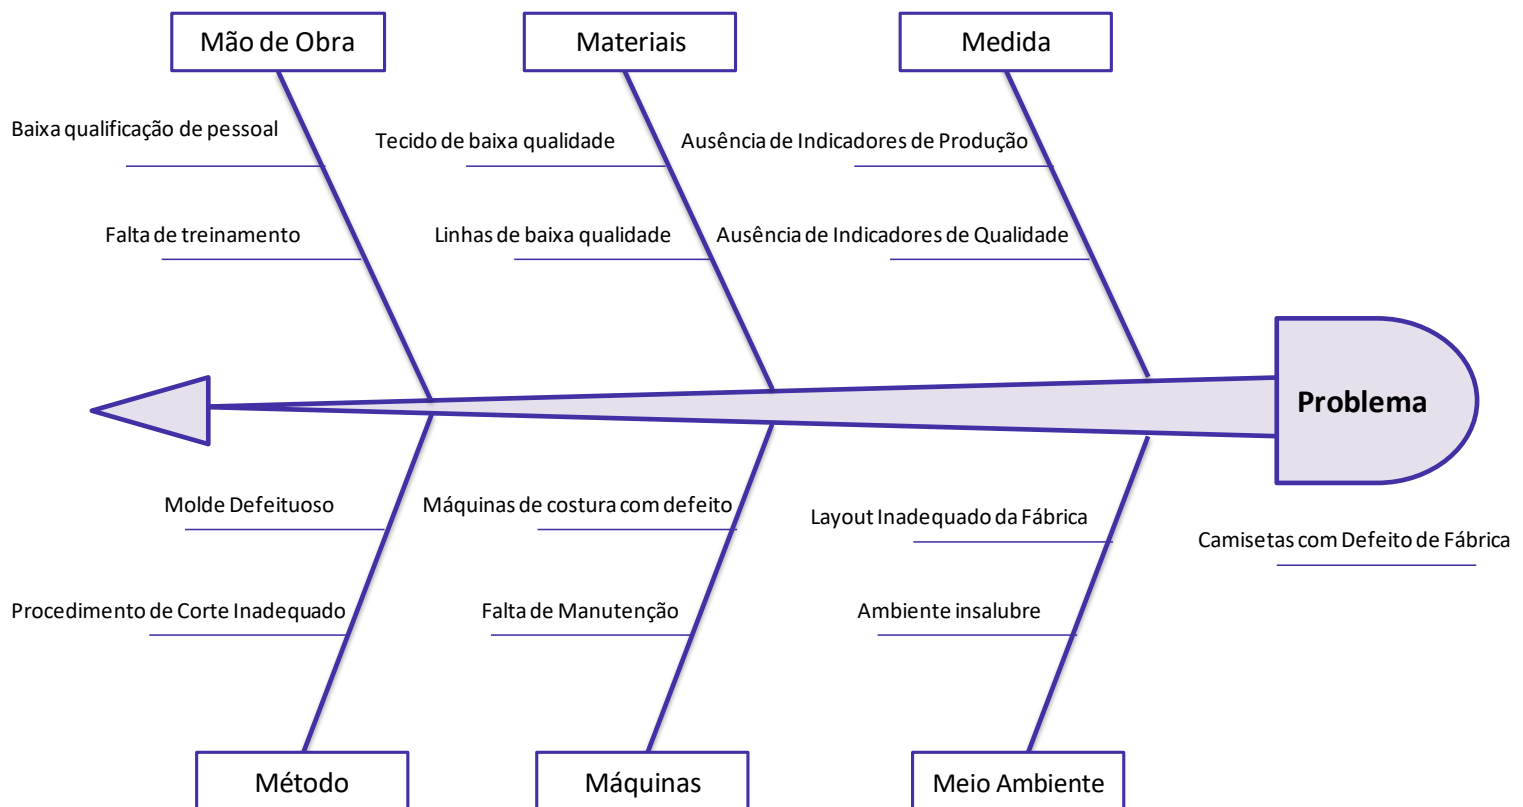 Mão de Obra
Materiais
Medida
Baixa qualificação de pessoal
Tecido de baixa qualidade
Ausência de Indicadores de Produção
Falta de treinamento
Linhas de baixa qualidade
Ausência de Indicadores de Qualidade
Problema
Molde Defeituoso
Máquinas de costura com defeito
Layout Inadequado da Fábrica
Camisetas com Defeito de Fábrica
Procedimento de Corte Inadequado
Falta de Manutenção
Ambiente insalubre
Método
Máquinas
Meio Ambiente